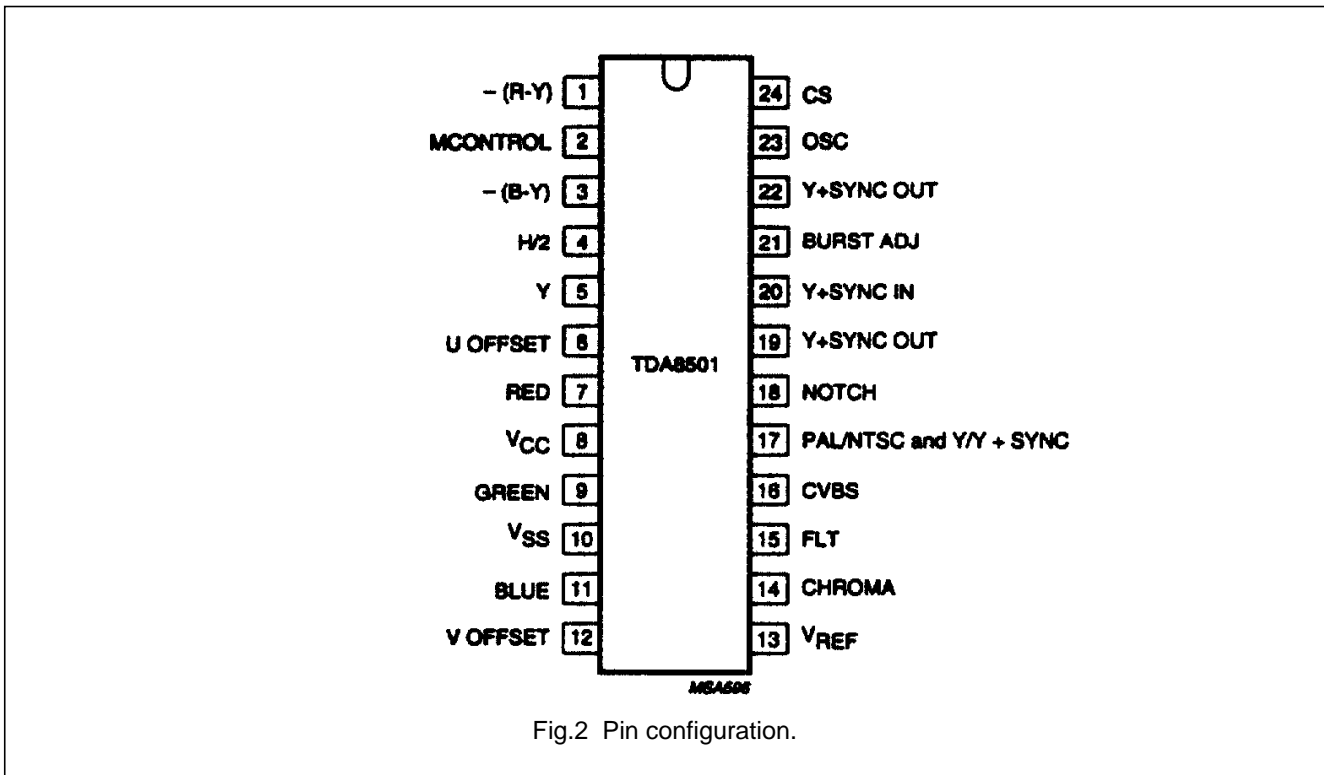 – (R-Y) 1 24 CS
MCONTROL 2 23 OSC
– (B-Y) 3 22 Y+SYNC OUT
H/2 4 21 BURST ADJ
Y 5 20 Y+SYNC IN
U OFFSET 6 19 Y+SYNC OUT
TDA8501
RED 7 18 NOTCH
VCC 8 17 PAL/NTSC and Y/Y + SYNC
GREEN 9 16 CVBS
VSS 10 15 FLT
BLUE 11 14 CHROMA
V OFFSET 12 13 VREF
MSA696
Fig.2 Pin configuration.